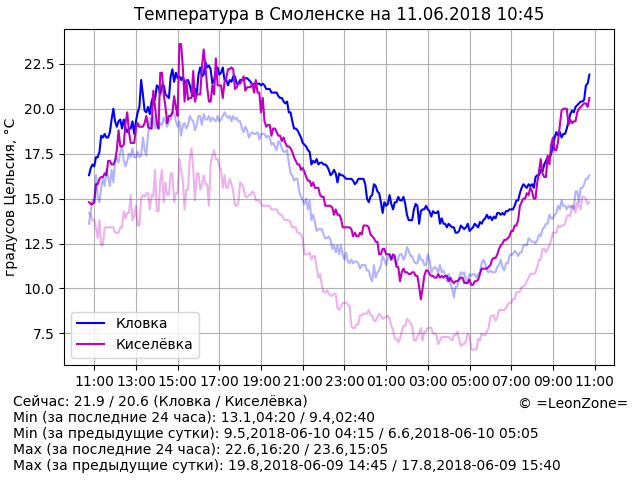 Температура в Смоленске на 11.06.2018 10:45
градусов Цельсия, °C
22.5
20.0
17.5
15.0
12.5
10.0
7.5
Кловка
Киселёвка
11:00 13:00 15:00 17:00 19:00 21:00 23:00 01:00 03:00 05:00 07:00 09:00 11:00
Сейчас: 21.9 / 20.6 (Кловка / Киселёвка)
© =LeonZone=
Min (за последние 24 часа): 13.1,04:20 / 9.4,02:40
Min (за предыдущие сутки): 9.5,2018-06-10 04:15 / 6.6,2018-06-10 05:05
Max (за последние 24 часа): 22.6,16:20 / 23.6,15:05
Max (за предыдущие сутки): 19.8,2018-06-09 14:45 / 17.8,2018-06-09 15:40